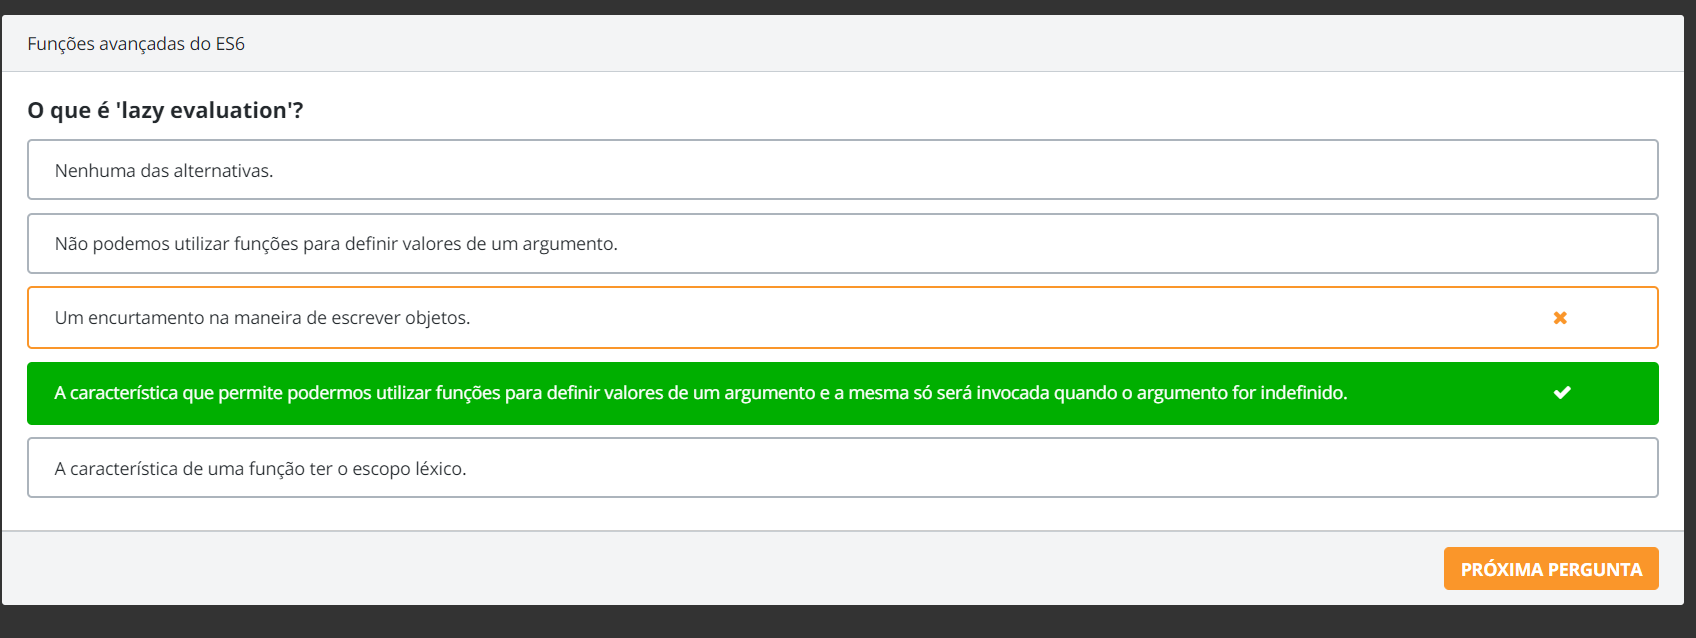 Funções avançadas do ES6
O que é 'lazy evaluation'?
Nenhuma das alternativas.
Não podemos utilizar funções para definir valores de um argumento.
Um encurtamento na maneira de escrever objetos.
A característica que permite podermos utilizar funções para definir valores de um argumento e a mesma só será invocada quando o argumento for indefinido.
A característica de uma função ter o escopo léxico.
PRÓXIMA PERGUNTA